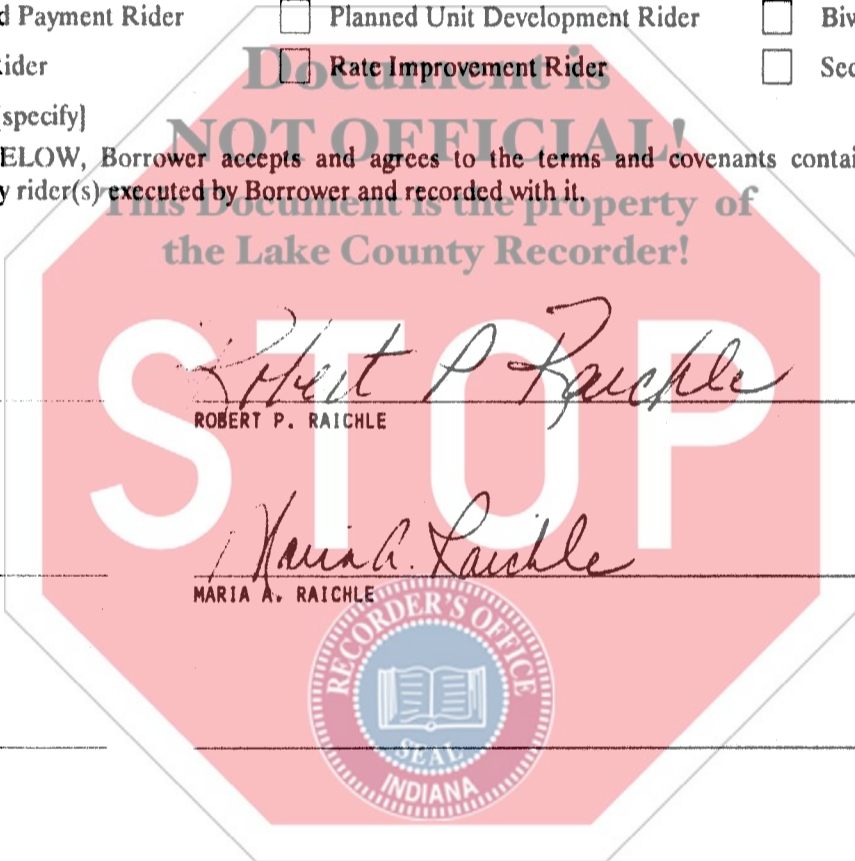 d Payment Rider ☐ Planned Unit Development Rider ☐ Biv
ider ☐ Rate Improvement Rider ☐ Sec
specify]
ELOW, Borrower accepts and agrees to the terms and covenants contai
y rider(s) executed by Borrower and recorded with it.
Document is
NOT OFFICIAL!
This Document is the property of
the Lake County Recorder!
STOP
Robert P Raichle
ROBERT P. RAICHLE
Maria A. Raichle
MARIA A. RAICHLE
RECORDER'S OFFICE
SEAL
INDIANA